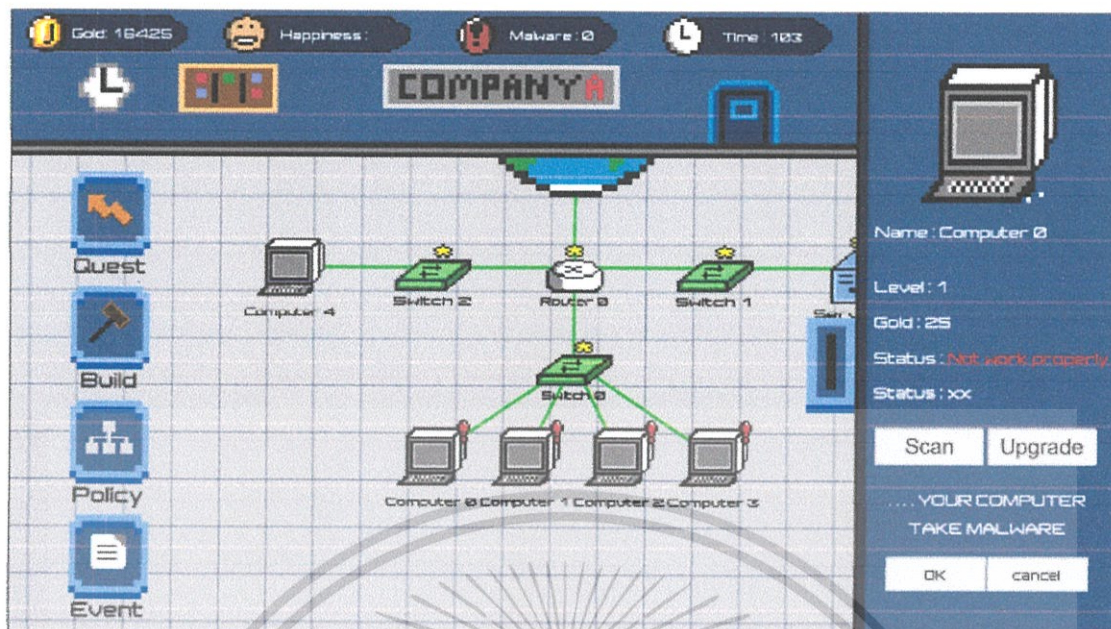 Gold: 16425
Happiness :
Malware : 0
Time : 103
COMPANY A
Quest
Build
Policy
Event
Computer 4
Switch 2
Router 0
Switch 1
Serv
Switch 0
Computer 0 Computer 1 Computer 2 Computer 3
Name : Computer 0
Level : 1
Gold : 25
Status : Not work properly
Status : xx
Scan
Upgrade
.... YOUR COMPUTER
TAKE MALWARE
OK
cancel